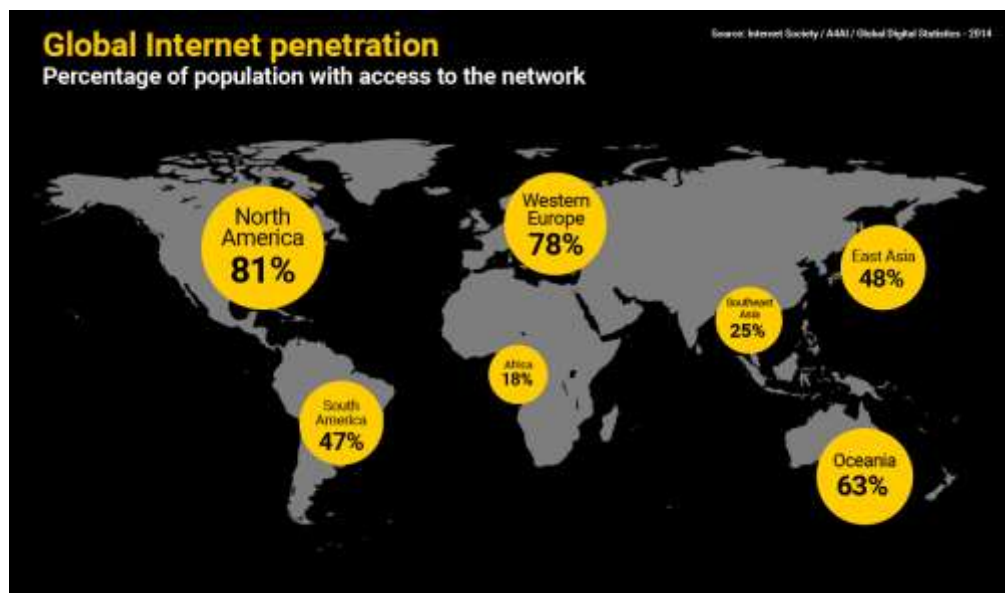 Global Internet penetration
Percentage of population with access to the network
Source: Internet Society / A4AI / Global Digital Statistics - 2014
North
America
81%
Western
Europe
78%
East Asia
48%
Southeast
Asia
25%
Africa
18%
South
America
47%
Oceania
63%